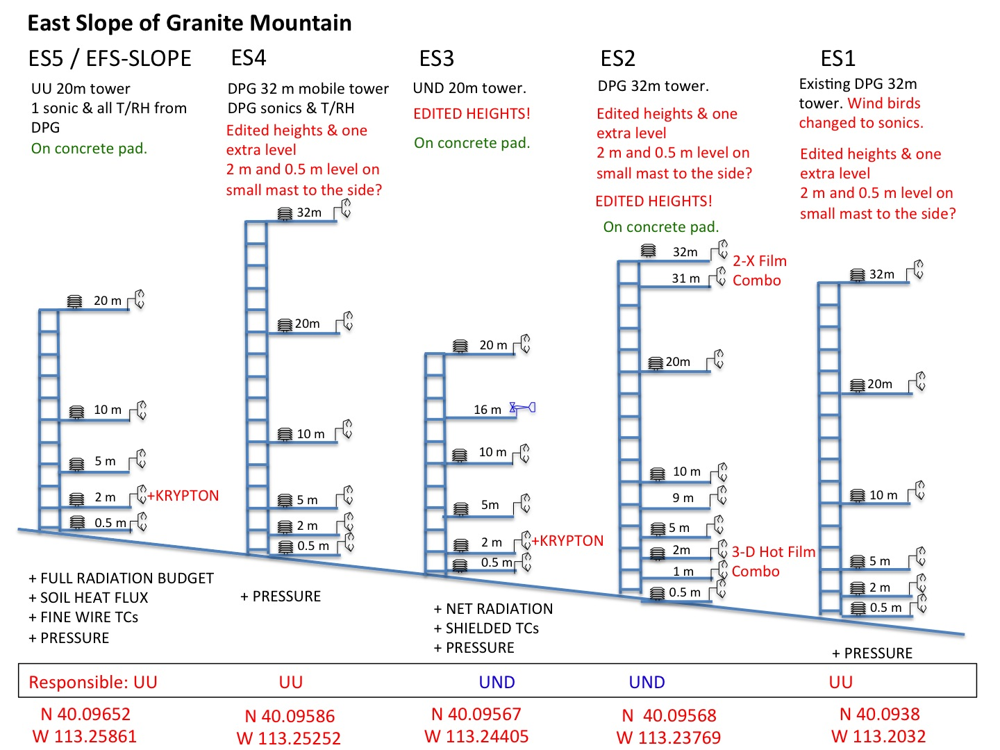 East Slope of Granite Mountain
ES5 / EFS-SLOPE
UU 20m tower
1 sonic & all T/RH from
DPG
On concrete pad.
20 m
10 m
5 m
2 m
+KRYPTON
0.5 m
+ FULL RADIATION BUDGET
+ SOIL HEAT FLUX
+ FINE WIRE TCs
+ PRESSURE
ES4
DPG 32 m mobile tower
DPG sonics & T/RH
Edited heights & one
extra level
2 m and 0.5 m level on
small mast to the side?
32m
20m
10 m
5 m
2 m
0.5 m
+ PRESSURE
ES3
UND 20m tower.
EDITED HEIGHTS!
On concrete pad.
20 m
16 m
10 m
5m
2 m
+KRYPTON
0.5 m
+ NET RADIATION
+ SHIELDED TCs
+ PRESSURE
ES2
DPG 32m tower.
Edited heights & one
extra level
2 m and 0.5 m level on
small mast to the side?
EDITED HEIGHTS!
On concrete pad.
32m
2-X Film
Combo
31 m
20m
10 m
9 m
5 m
2m
3-D Hot Film
Combo
1 m
0.5 m
ES1
Existing DPG 32m
tower. Wind birds
changed to sonics.
Edited heights & one
extra level
2 m and 0.5 m level on
small mast to the side?
32m
20m
10 m
5 m
2 m
0.5 m
+ PRESSURE
Responsible: UU
UU
UND
UND
UU
N 40.09652
W 113.25861
N 40.09586
W 113.25252
N 40.09567
W 113.24405
N 40.09568
W 113.23769
N 40.0938
W 113.2032